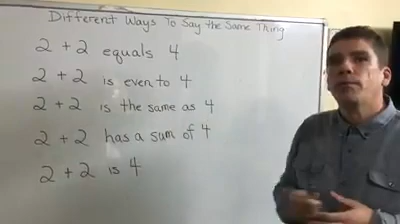 Different Ways To Say the Same Thing
2 + 2 equals 4
2 + 2 is even to 4
2 + 2 is the same as 4
2 + 2 has a sum of 4
2 + 2 is 4